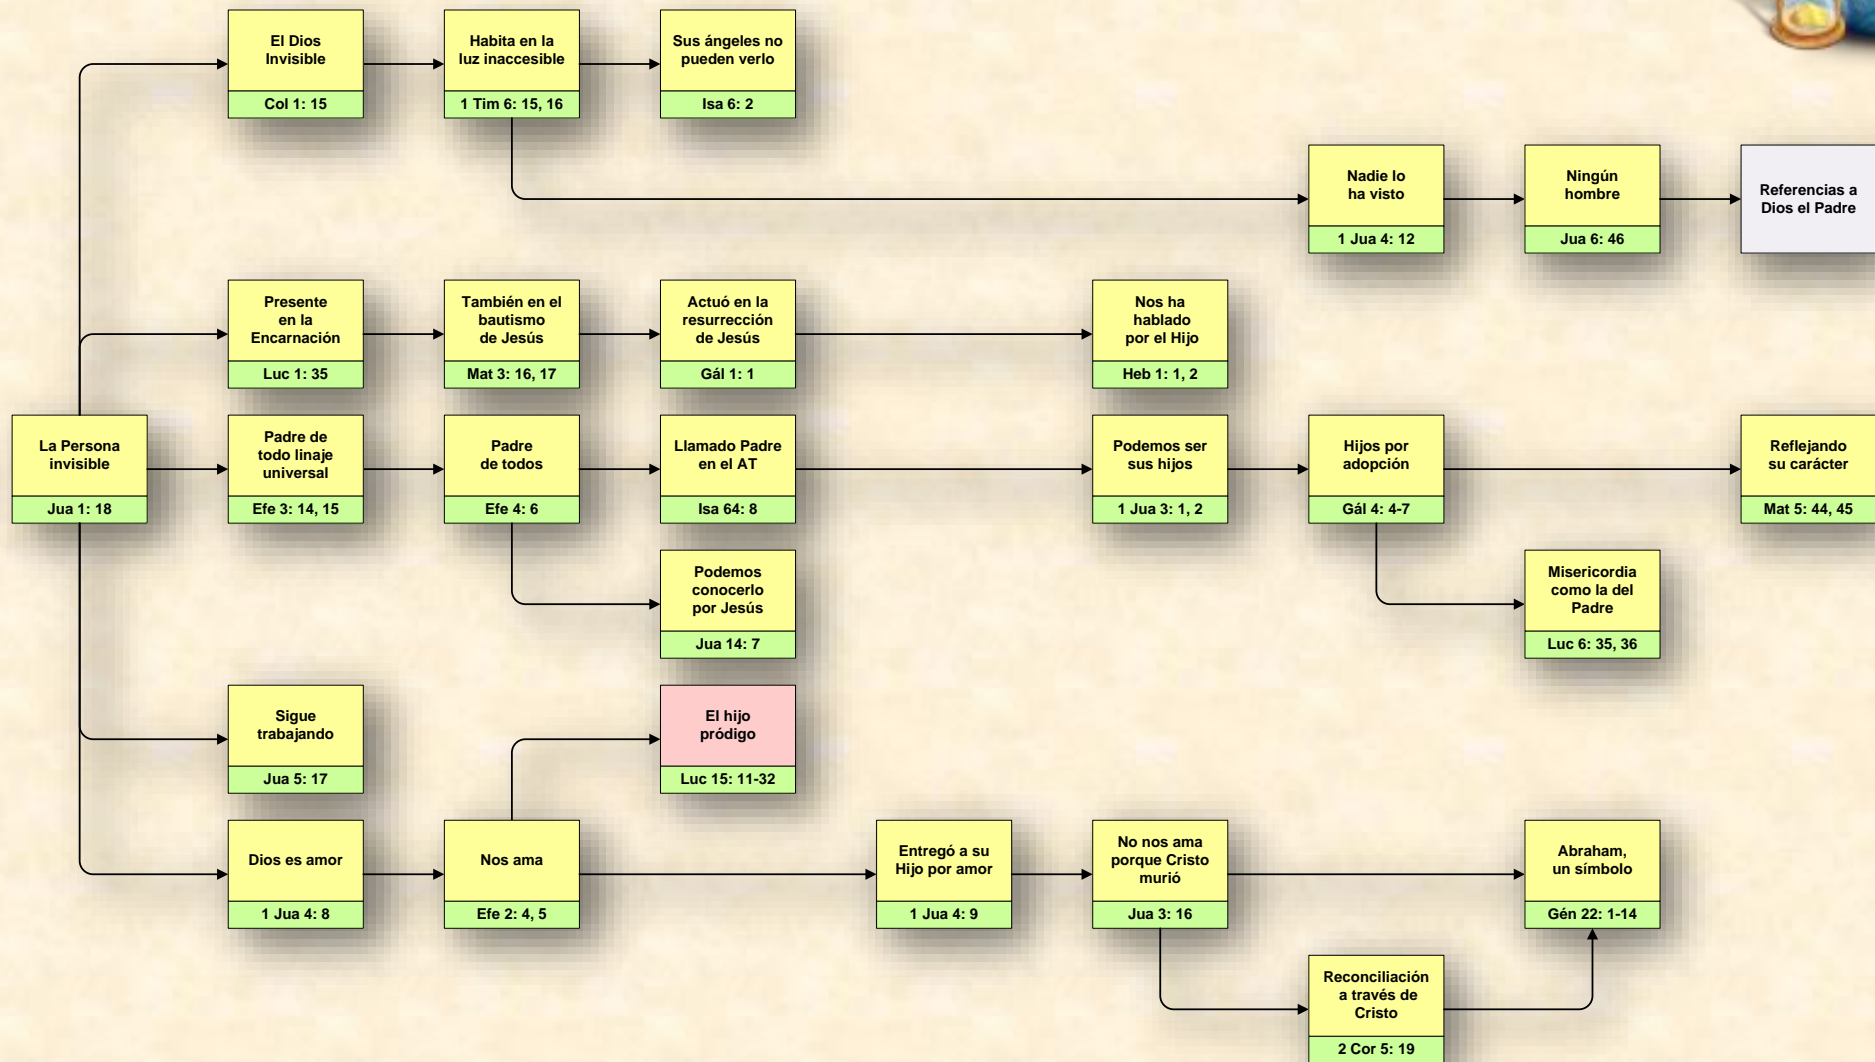 El Dios
Invisible
Col 1: 15
Habita en la
luz inaccesible
1 Tim 6: 15, 16
Sus ángeles no
pueden verlo
Isa 6: 2
Nadie lo
ha visto
1 Jua 4: 12
Ningún
hombre
Jua 6: 46
Referencias a
Dios el Padre
Presente
en la
Encarnación
Luc 1: 35
También en el
bautismo
de Jesús
Mat 3: 16, 17
Actuó en la
resurrección
de Jesús
Gál 1: 1
Nos ha
hablado
por el Hijo
Heb 1: 1, 2
La Persona
invisible
Jua 1: 18
Padre de
todo linaje
universal
Efe 3: 14, 15
Padre
de todos
Efe 4: 6
Llamado Padre
en el AT
Isa 64: 8
Podemos ser
sus hijos
1 Jua 3: 1, 2
Hijos por
adopción
Gál 4: 4-7
Reflejando
su carácter
Mat 5: 44, 45
Podemos
conocerlo
por Jesús
Jua 14: 7
Misericordia
como la del
Padre
Luc 6: 35, 36
Sigue
trabajando
Jua 5: 17
El hijo
pródigo
Luc 15: 11-32
Dios es amor
1 Jua 4: 8
Nos ama
Efe 2: 4, 5
Entregó a su
Hijo por amor
1 Jua 4: 9
No nos ama
porque Cristo
murió
Jua 3: 16
Abraham,
un símbolo
Gén 22: 1-14
Reconciliación
a través de
Cristo
2 Cor 5: 19